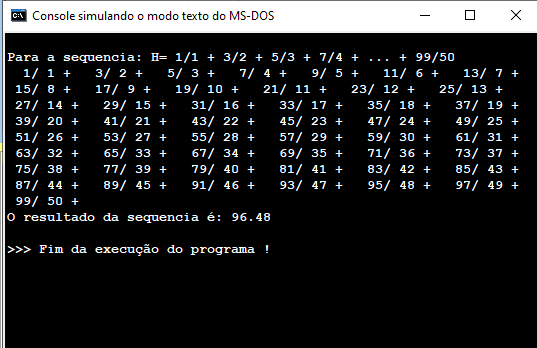 C:\ Console simulando o modo texto do MS-DOS
Para a sequencia: H= 1/1 + 3/2 + 5/3 + 7/4 + ... + 99/50
1/ 1 + 3/ 2 + 5/ 3 + 7/ 4 + 9/ 5 + 11/ 6 + 13/ 7 +
15/ 8 + 17/ 9 + 19/ 10 + 21/ 11 + 23/ 12 + 25/ 13 +
27/ 14 + 29/ 15 + 31/ 16 + 33/ 17 + 35/ 18 + 37/ 19 +
39/ 20 + 41/ 21 + 43/ 22 + 45/ 23 + 47/ 24 + 49/ 25 +
51/ 26 + 53/ 27 + 55/ 28 + 57/ 29 + 59/ 30 + 61/ 31 +
63/ 32 + 65/ 33 + 67/ 34 + 69/ 35 + 71/ 36 + 73/ 37 +
75/ 38 + 77/ 39 + 79/ 40 + 81/ 41 + 83/ 42 + 85/ 43 +
87/ 44 + 89/ 45 + 91/ 46 + 93/ 47 + 95/ 48 + 97/ 49 +
99/ 50 +
O resultado da sequencia é: 96.48
>>> Fim da execução do programa !